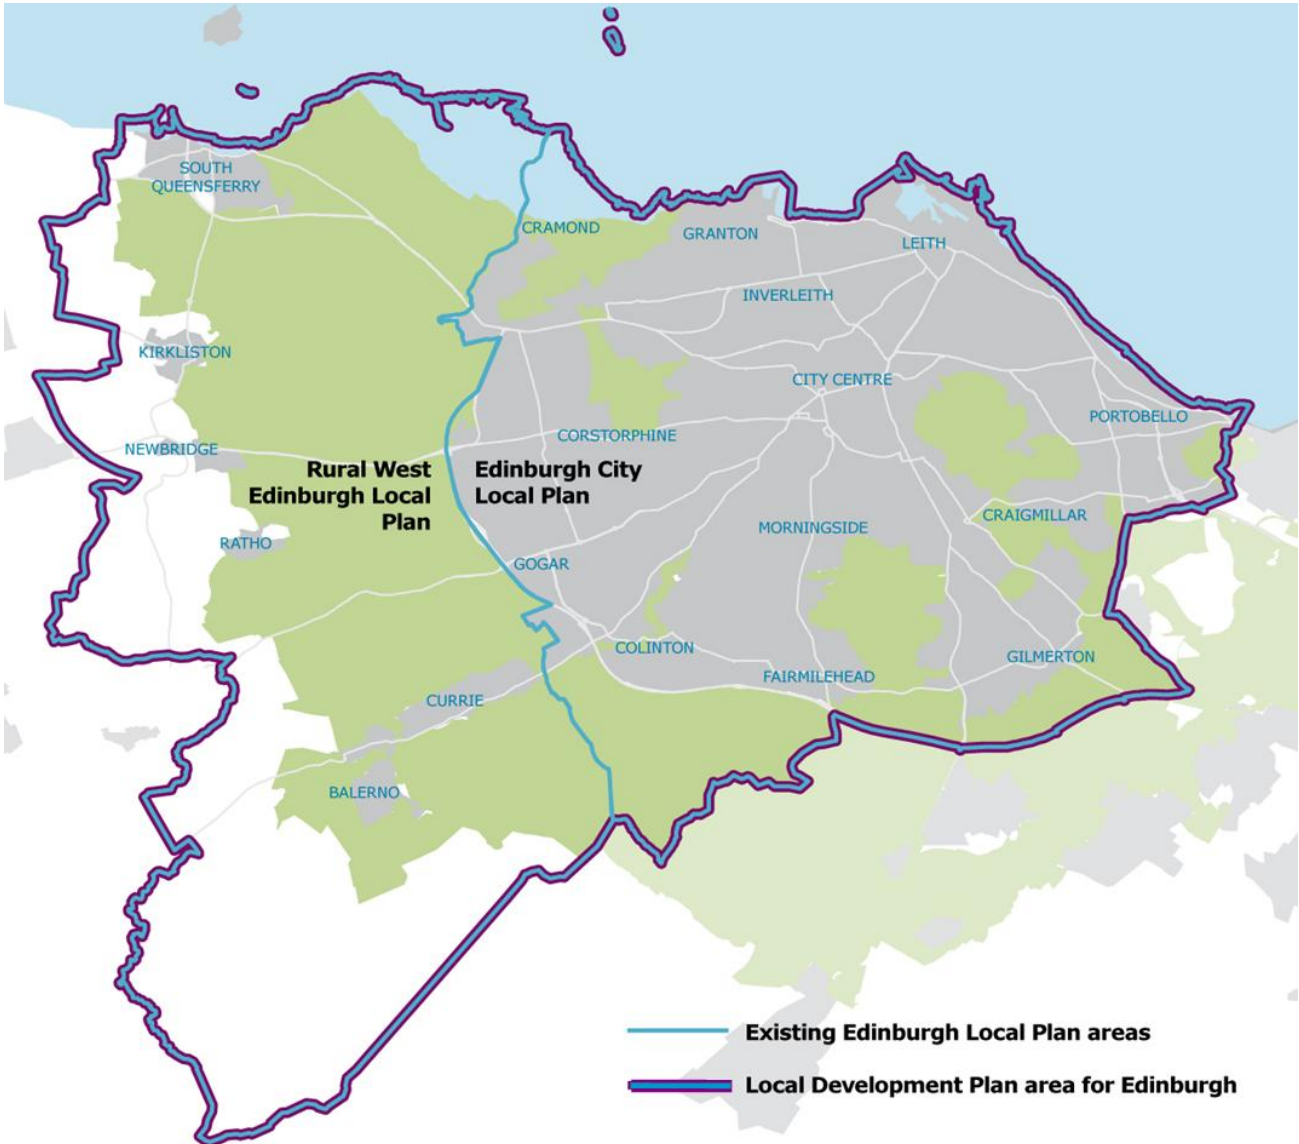 SOUTH
QUEENSFERRY
CRAMOND
GRANTON
LEITH
INVERLEITH
KIRKLISTON
CITY CENTRE
PORTOBELLO
NEWBRIDGE
CORSTORPHINE
Rural West
Edinburgh Local
Plan
Edinburgh City
Local Plan
CRAIGMILLAR
MORNINGSIDE
RATHO
GOGAR
COLINTON
GILMERTON
FAIRMILEHEAD
CURRIE
BALERNO
Existing Edinburgh Local Plan areas
Local Development Plan area for Edinburgh